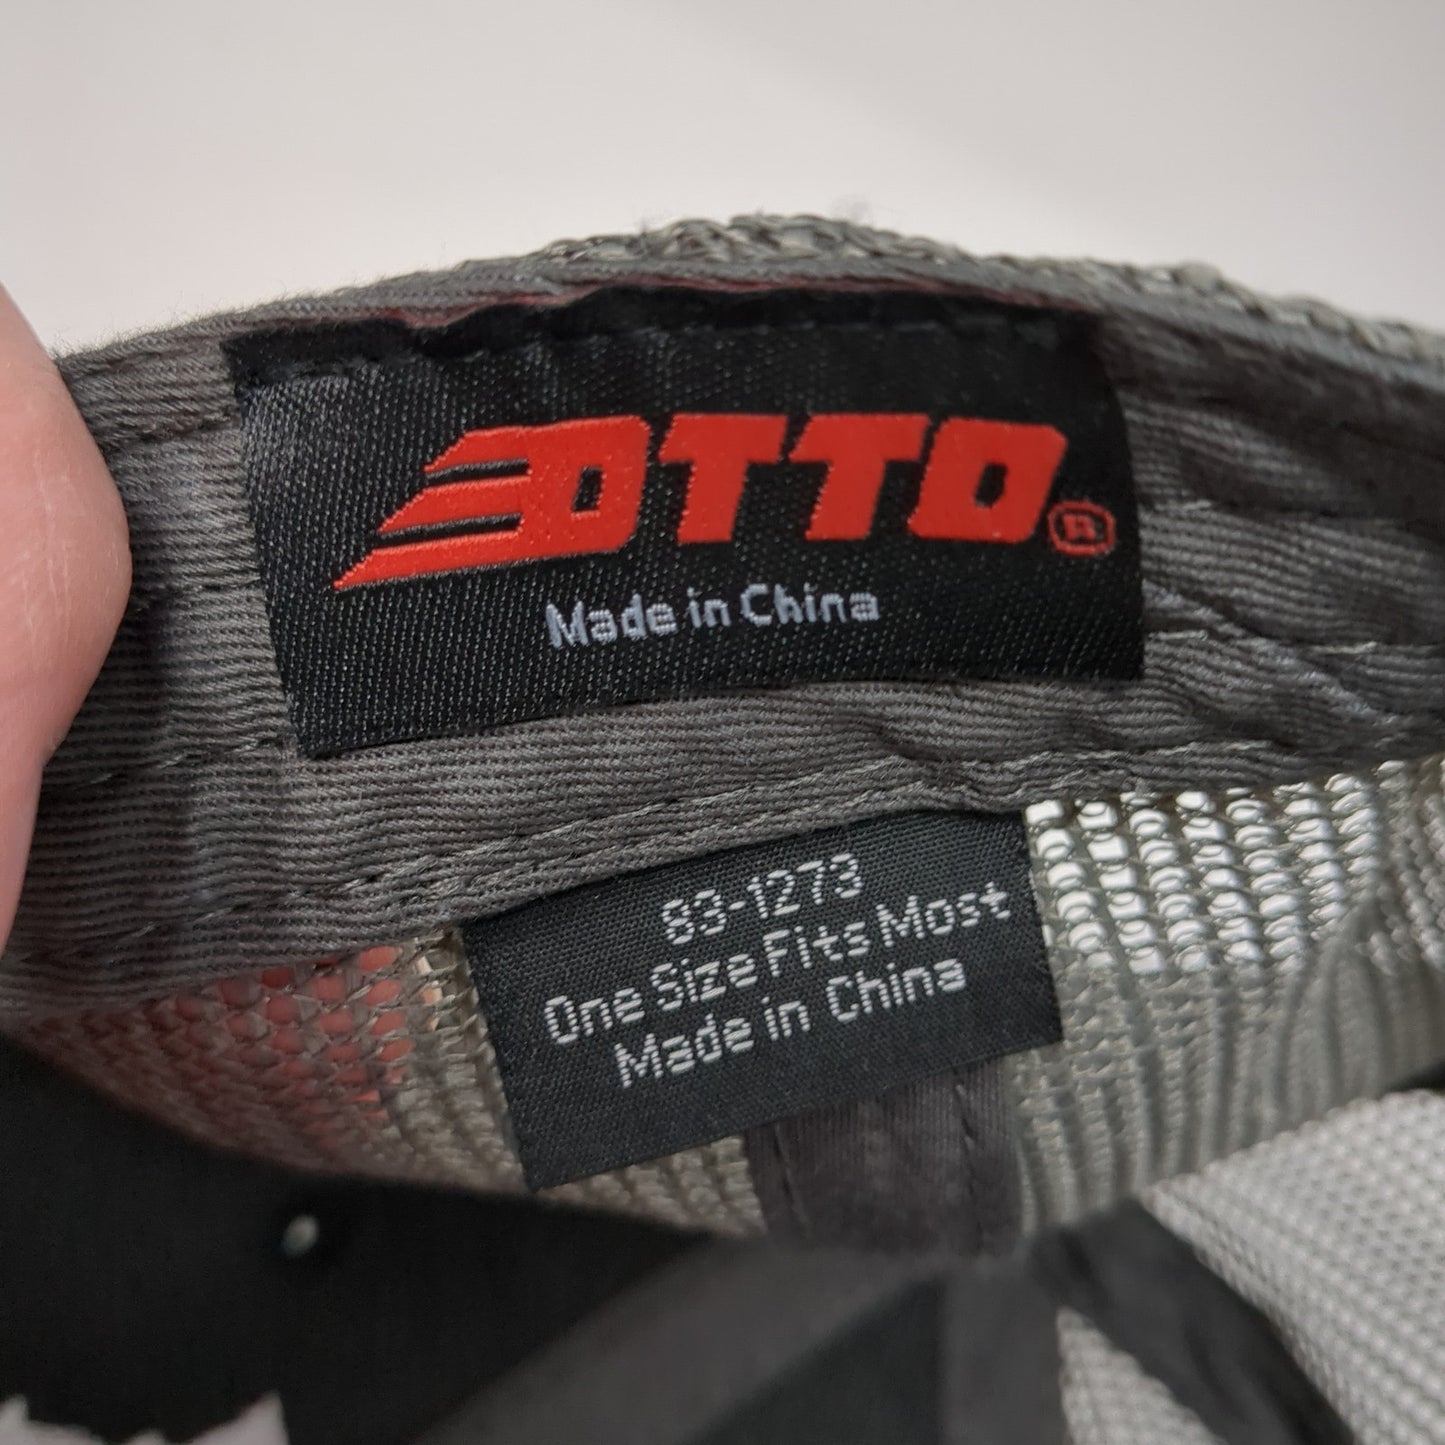 OTTO®
Made in China
83-1273
One Size Fits Most
Made in China